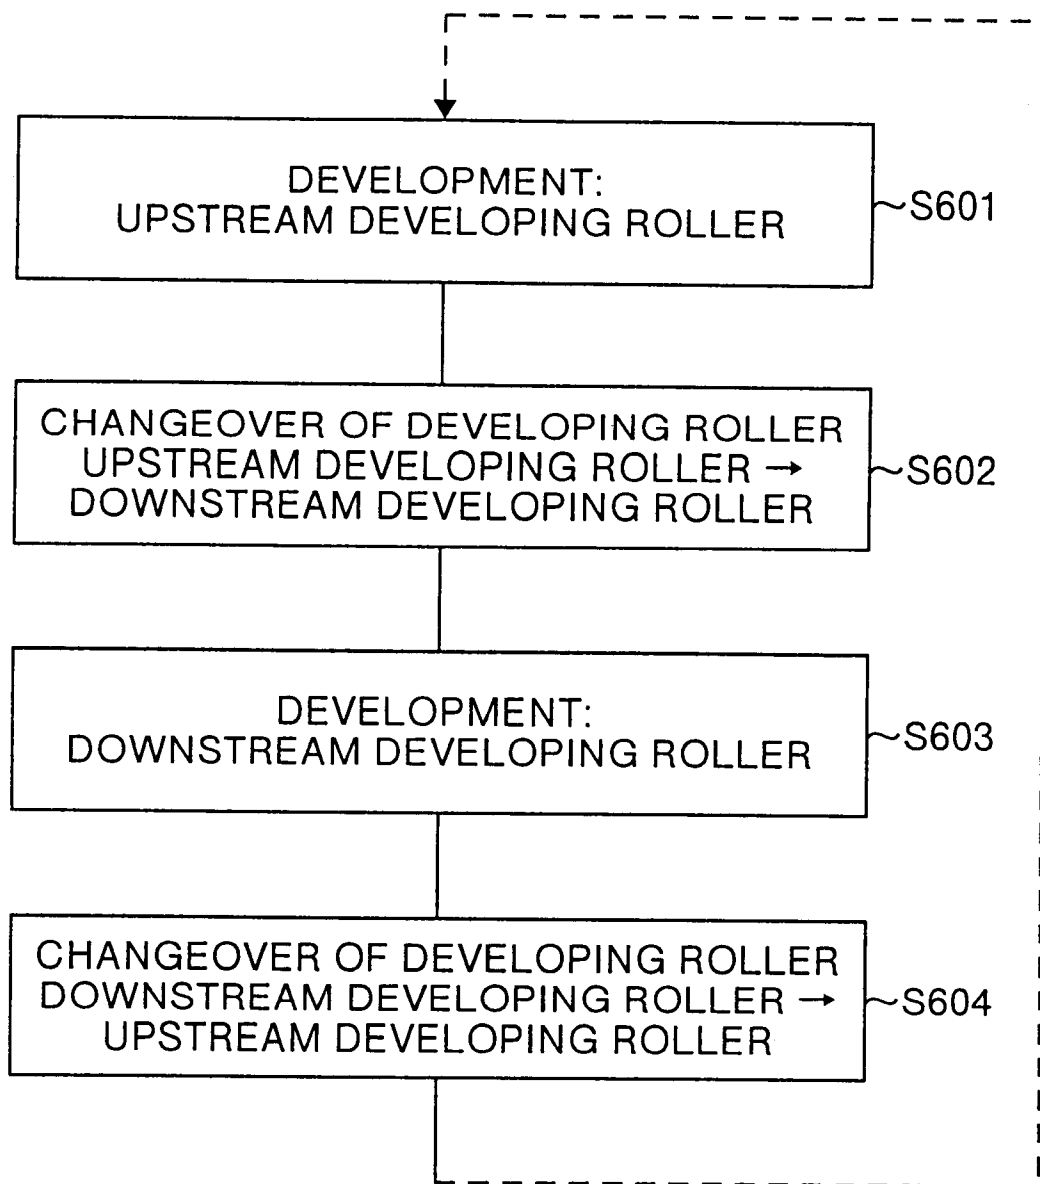 DEVELOPMENT:
UPSTREAM DEVELOPING ROLLER
S601
CHANGEOVER OF DEVELOPING ROLLER
UPSTREAM DEVELOPING ROLLER →
DOWNSTREAM DEVELOPING ROLLER
S602
DEVELOPMENT:
DOWNSTREAM DEVELOPING ROLLER
S603
CHANGEOVER OF DEVELOPING ROLLER
DOWNSTREAM DEVELOPING ROLLER →
UPSTREAM DEVELOPING ROLLER
S604